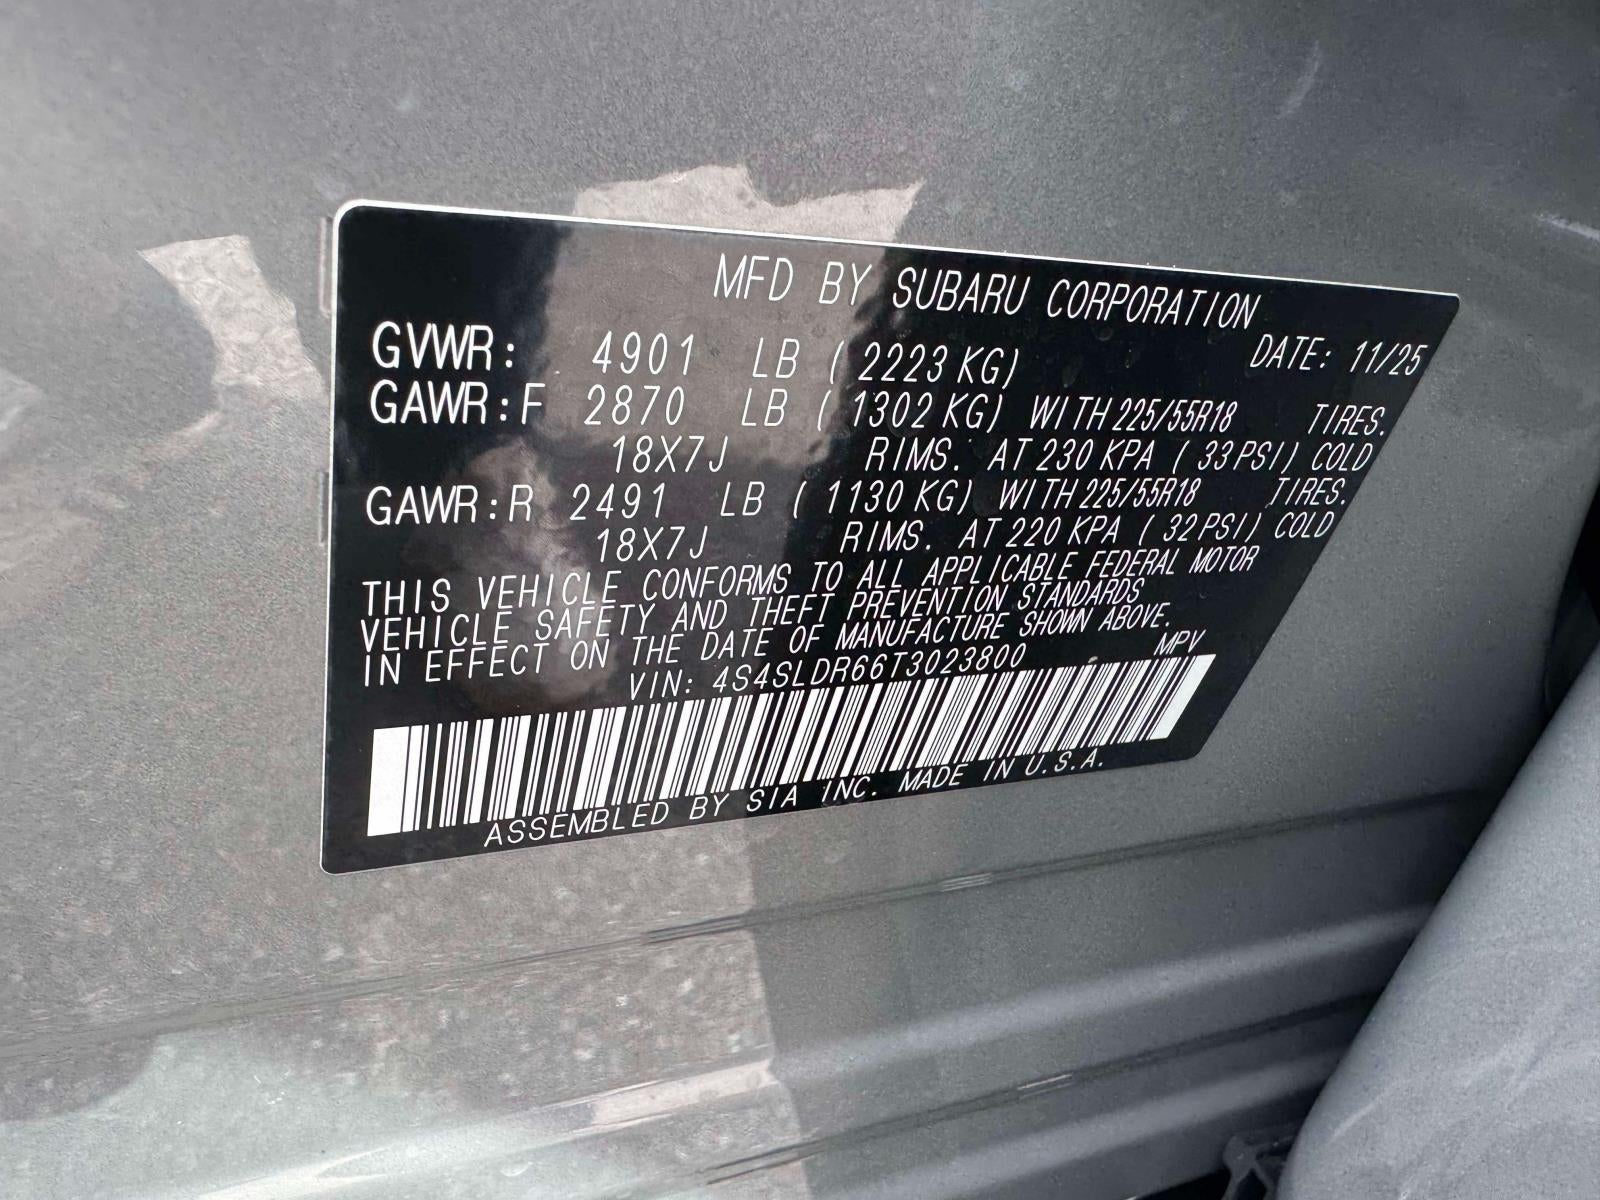 MFD BY SUBARU CORPORATION
GVWR: 4901 LB ( 2223 KG) DATE: 11/25
GAWR:F 2870 LB ( 1302 KG) WITH 225/55R18 TIRES.
18X7J RIMS. AT 230 KPA ( 33 PSI) COLD
GAWR:R 2491 LB ( 1130 KG) WITH 225/55R18 TIRES.
18X7J RIMS. AT 220 KPA ( 32 PSI) COLD
THIS VEHICLE CONFORMS TO ALL APPLICABLE FEDERAL MOTOR
VEHICLE SAFETY AND THEFT PREVENTION STANDARDS
IN EFFECT ON THE DATE OF MANUFACTURE SHOWN ABOVE.
VIN: 4S4SLDR66T3023800 MPV
ASSEMBLED BY SIA INC. MADE IN U.S.A.